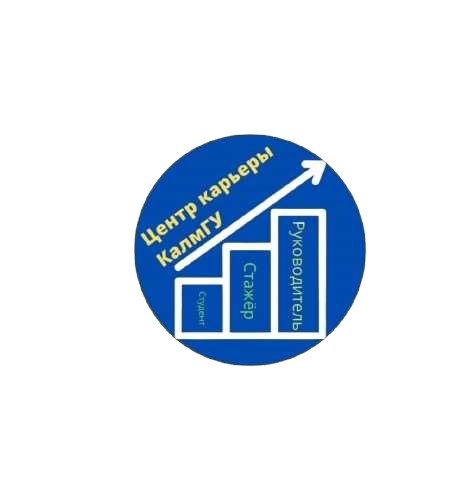 Центр карьеры
КалмГУ
Студент
Стажёр
Руководитель